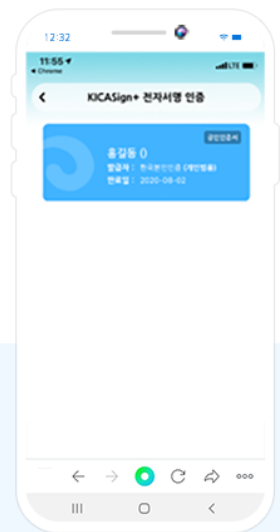 12:32
11:55
Chrome
LTE
KICASign+ 전자서명 인증
공인인증서
홍길동 ()
발급자 : 한국본인인증 (개인범용)
만료일 : 2020-08-02